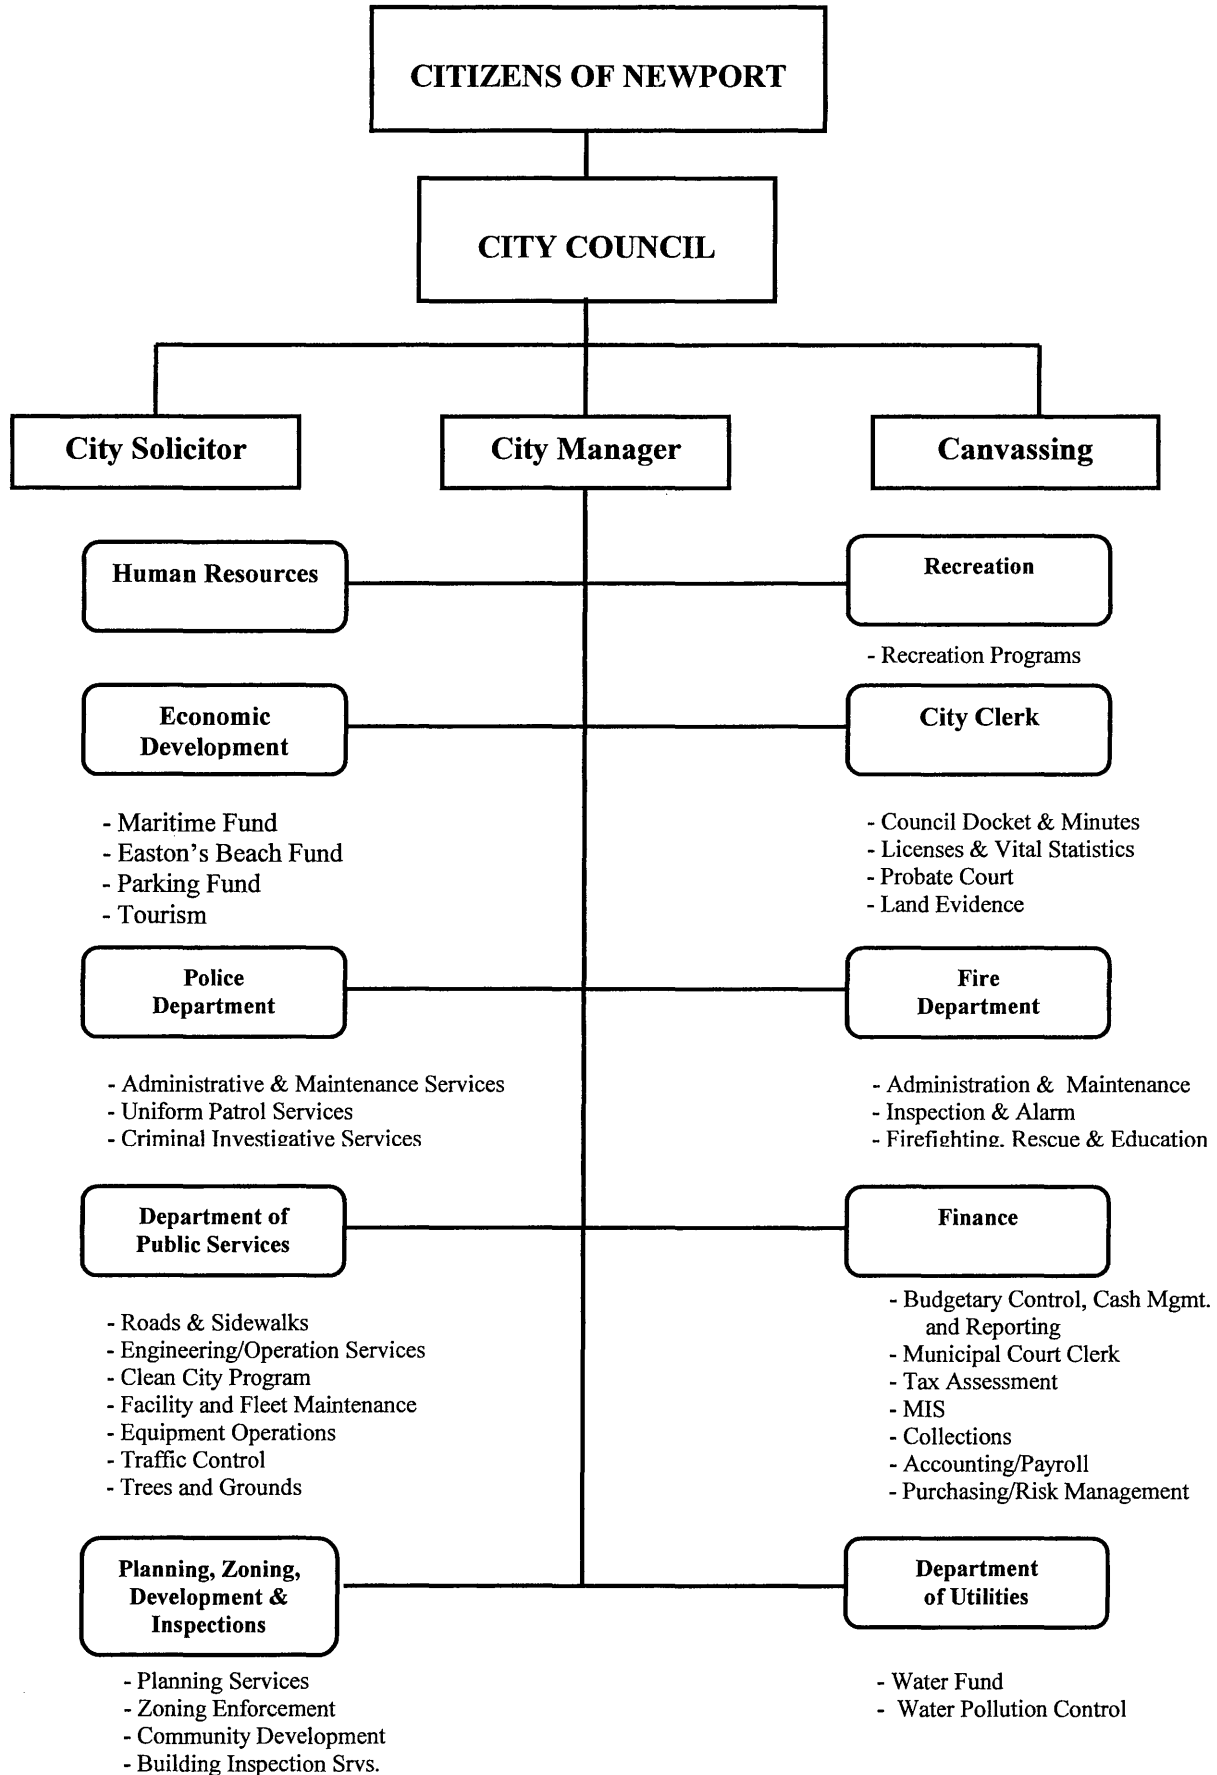 CITIZENS OF NEWPORT
CITY COUNCIL
City Solicitor
City Manager
Canvassing
Human Resources
Recreation
- Recreation Programs
Economic
Development
City Clerk
- Maritime Fund
- Easton's Beach Fund
- Parking Fund
- Tourism
- Council Docket & Minutes
- Licenses & Vital Statistics
- Probate Court
- Land Evidence
Police
Department
Fire
Department
- Administrative & Maintenance Services
- Uniform Patrol Services
- Criminal Investigative Services
- Administration & Maintenance
- Inspection & Alarm
- Firefighting, Rescue & Education
Department of
Public Services
Finance
- Roads & Sidewalks
- Engineering/Operation Services
- Clean City Program
- Facility and Fleet Maintenance
- Equipment Operations
- Traffic Control
- Trees and Grounds
- Budgetary Control, Cash Mgmt.
and Reporting
- Municipal Court Clerk
- Tax Assessment
- MIS
- Collections
- Accounting/Payroll
- Purchasing/Risk Management
Planning, Zoning,
Development &
Inspections
Department
of Utilities
- Planning Services
- Zoning Enforcement
- Community Development
- Building Inspection Srvs.
- Water Fund
- Water Pollution Control